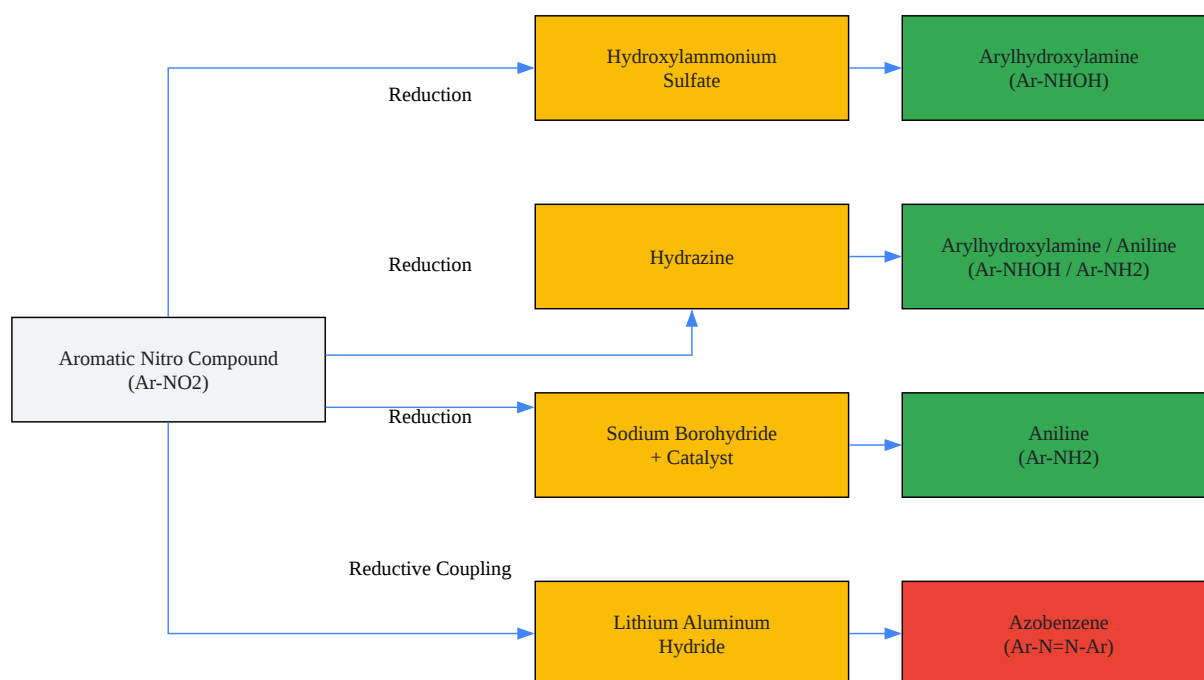 Hydroxylammonium
Sulfate
Arylhydroxylamine
(Ar-NHOH)
Reduction
Hydrazine
Arylhydroxylamine / Aniline
(Ar-NHOH / Ar-NH2)
Reduction
Aromatic Nitro Compound
(Ar-NO2)
Reduction
Sodium Borohydride
+ Catalyst
Aniline
(Ar-NH2)
Reductive Coupling
Lithium Aluminum
Hydride
Azobenzene
(Ar-N=N-Ar)